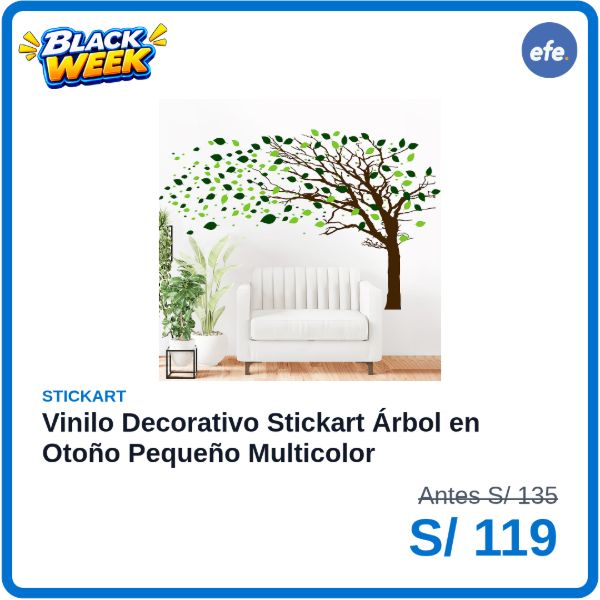 BLACK
WEEK
efe.
STICKART
Vinilo Decorativo Stickart Árbol en
Otoño Pequeño Multicolor
Antes S/ 135
S/ 119